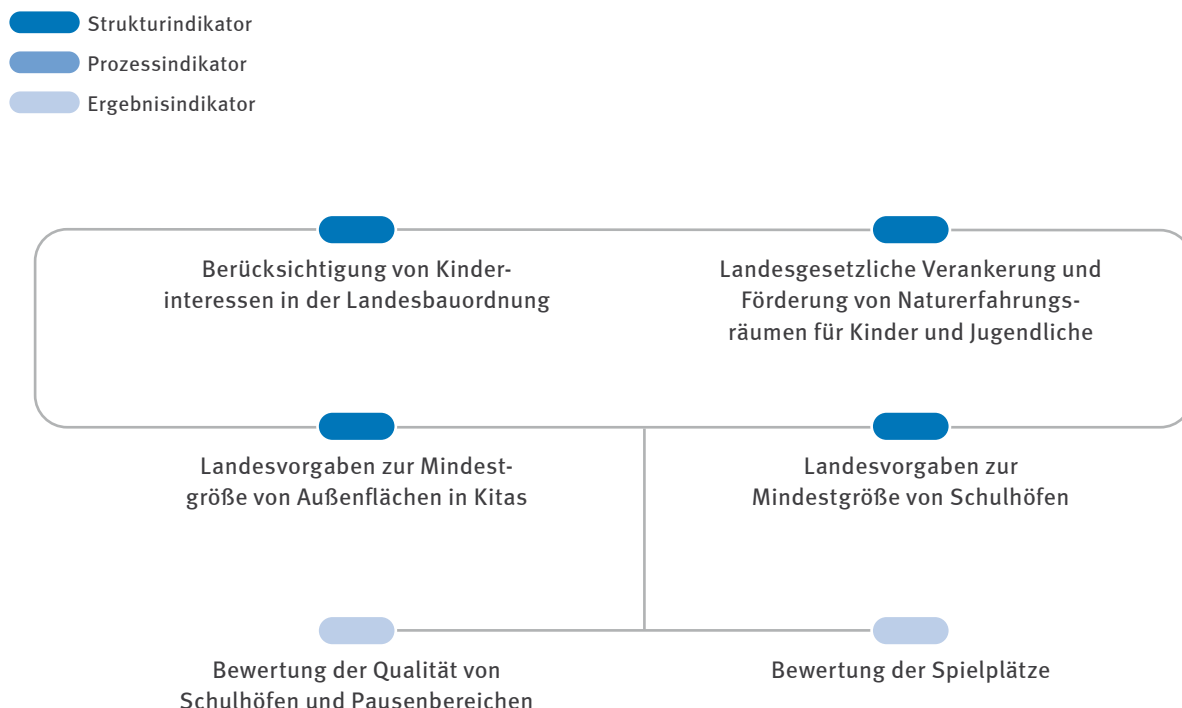 Strukturindikator
Prozessindikator
Ergebnisindikator
Berücksichtigung von Kinder-
interessen in der Landesbauordnung
Landesgesetzliche Verankerung und
Förderung von Naturerfahrungs-
räumen für Kinder und Jugendliche
Landesvorgaben zur Mindest-
größe von Außenflächen in Kitas
Landesvorgaben zur
Mindestgröße von Schulhöfen
Bewertung der Qualität von
Schulhöfen und Pausenbereichen
Bewertung der Spielplätze